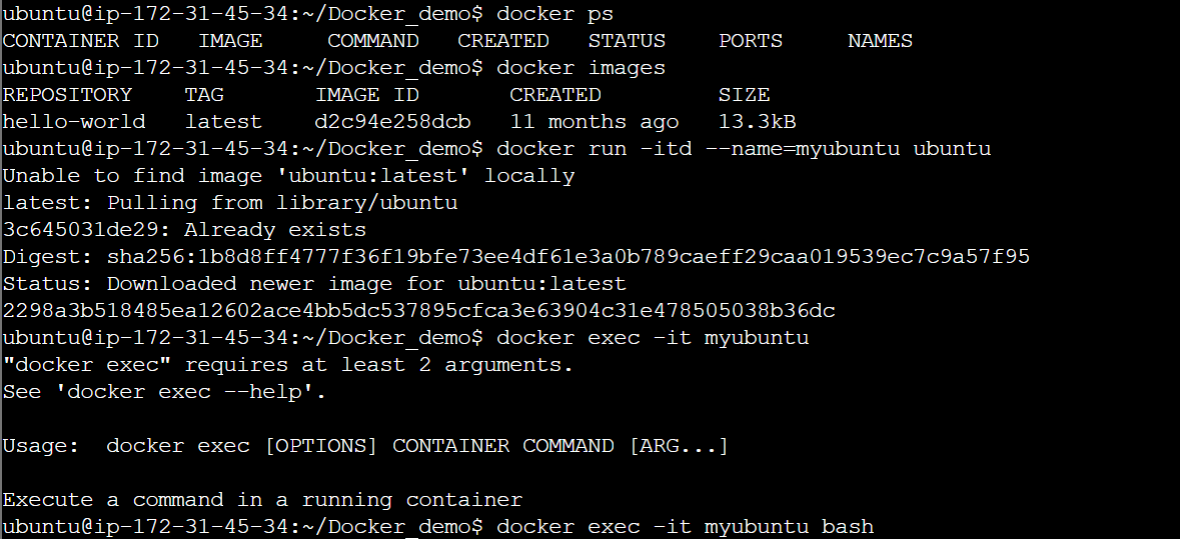 ubuntu@ip-172-31-45-34:~/Docker_demo$ docker ps
CONTAINER ID   IMAGE     COMMAND   CREATED   STATUS    PORTS     NAMES
ubuntu@ip-172-31-45-34:~/Docker_demo$ docker images
REPOSITORY    TAG       IMAGE ID       CREATED         SIZE
hello-world   latest    d2c94e258dcb   11 months ago   13.3kB
ubuntu@ip-172-31-45-34:~/Docker_demo$ docker run -itd --name=myubuntu ubuntu
Unable to find image 'ubuntu:latest' locally
latest: Pulling from library/ubuntu
3c645031de29: Already exists
Digest: sha256:1b8d8ff4777f36f19bfe73ee4df61e3a0b789caeff29caa019539ec7c9a57f95
Status: Downloaded newer image for ubuntu:latest
2298a3b518485ea12602ace4bb5dc537895cfca3e63904c31e478505038b36dc
ubuntu@ip-172-31-45-34:~/Docker_demo$ docker exec -it myubuntu
"docker exec" requires at least 2 arguments.
See 'docker exec --help'.

Usage:  docker exec [OPTIONS] CONTAINER COMMAND [ARG...]

Execute a command in a running container
ubuntu@ip-172-31-45-34:~/Docker_demo$ docker exec -it myubuntu bash